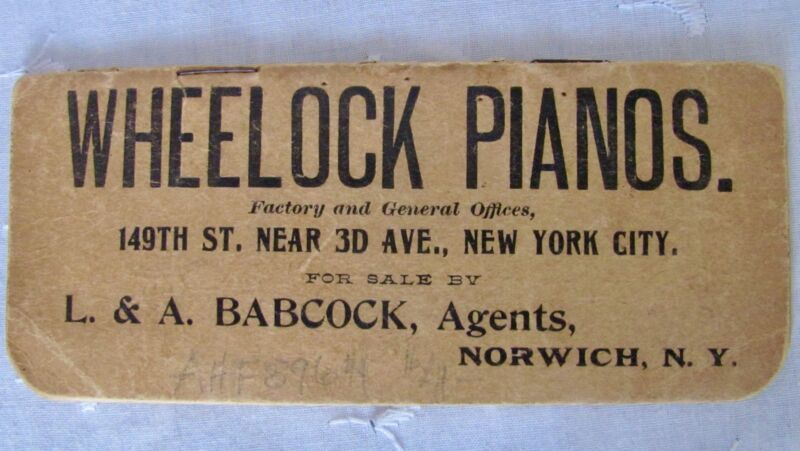 WHEELOCK PIANOS.
Factory and General Offices,
149TH ST. NEAR 3D AVE., NEW YORK CITY.
FOR SALE BY
L. & A. BABCOCK, Agents,
NORWICH, N. Y.